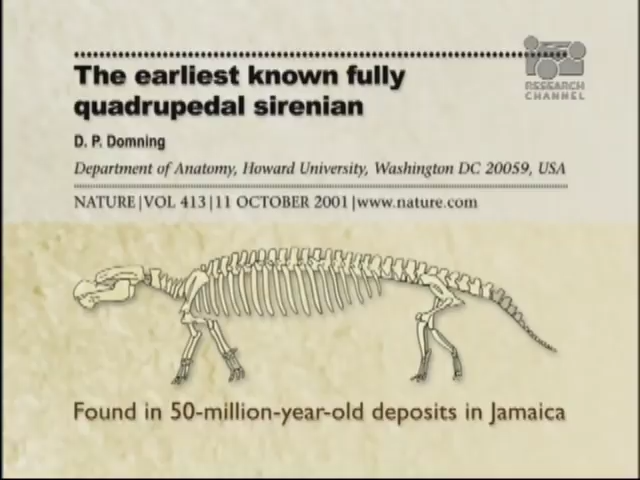 The earliest known fully
quadrupedal sirenian
RESEARCH
CHANNEL
D. P. Domning
Department of Anatomy, Howard University, Washington DC 20059, USA
NATURE|VOL 413|11 OCTOBER 2001|www.nature.com
Found in 50-million-year-old deposits in Jamaica